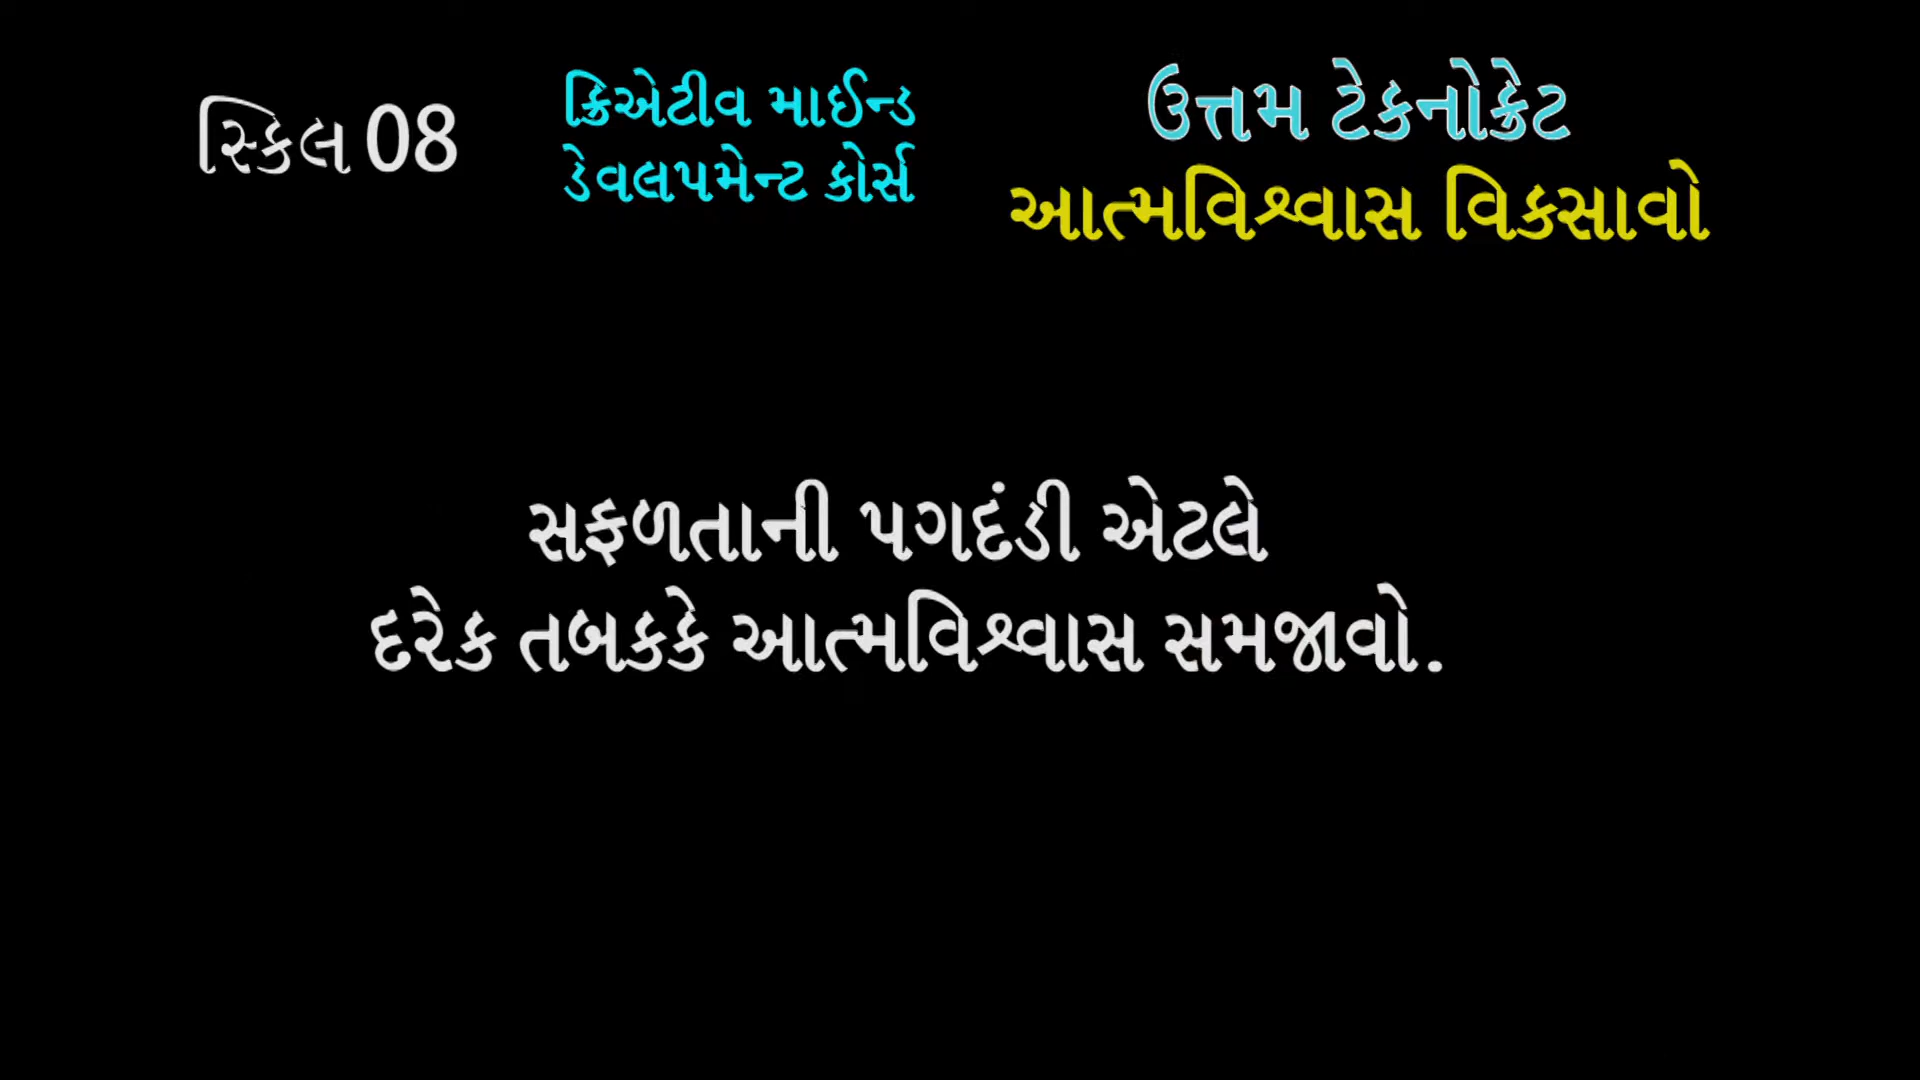 સ્કિલ 08
ક્રિએટીવ માઈન્ડ
ડેવલપમેન્ટ કોર્સ
ઉત્તમ ટેકનોક્રેટ
આત્મવિશ્વાસ વિકસાવો
સફળતાની પગદંડી એટલે
દરેક તબકકે આત્મવિશ્વાસ સમજાવો.